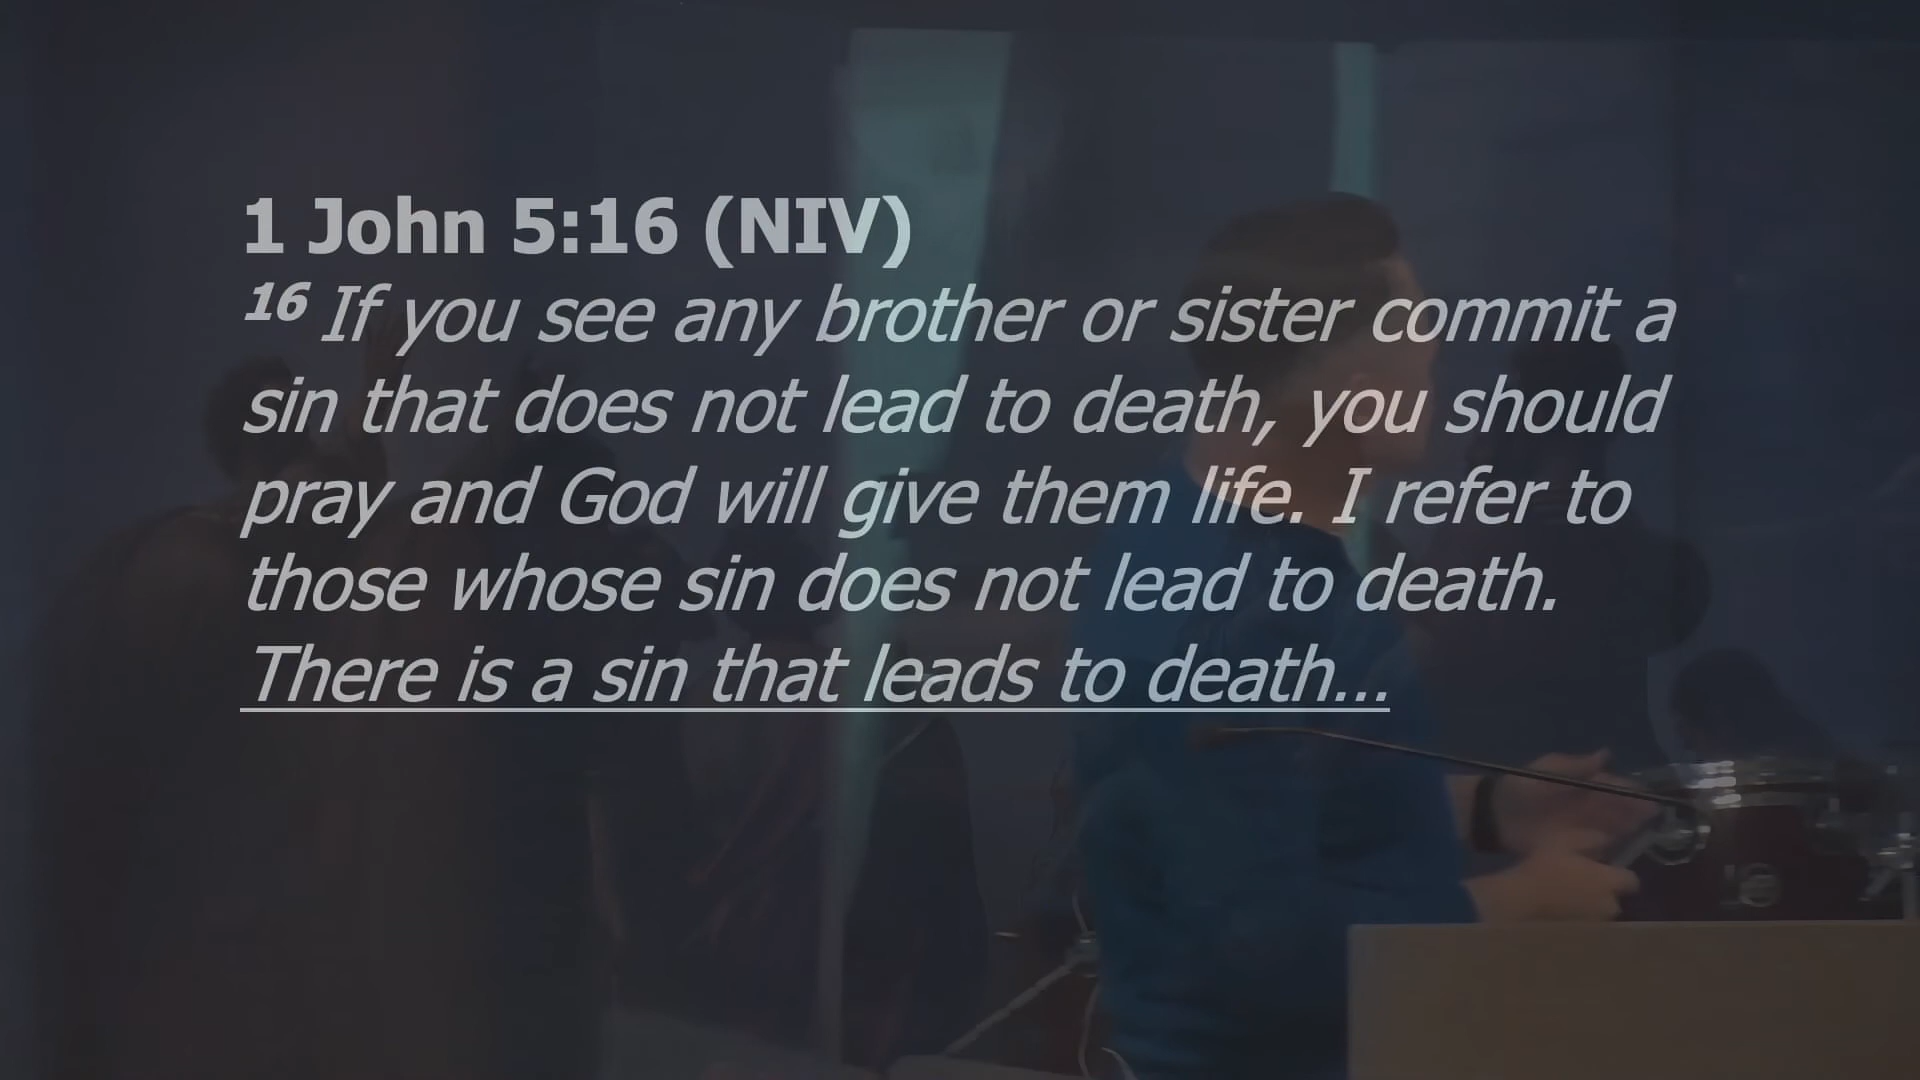 1 John 5:16 (NIV)
16 If you see any brother or sister commit a
sin that does not lead to death, you should
pray and God will give them life. I refer to
those whose sin does not lead to death.
There is a sin that leads to death…